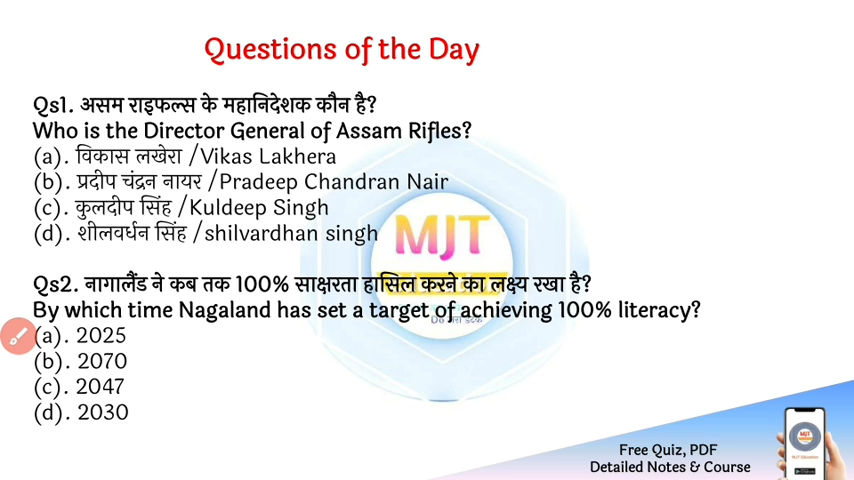 Questions of the Day
Qs1. असम राइफल्स के महानिदेशक कौन है?
Who is the Director General of Assam Rifles?
(a). विकास लखेरा /Vikas Lakhera
(b). प्रदीप चंद्रन नायर /Pradeep Chandran Nair
(c). कुलदीप सिंह /Kuldeep Singh
(d). शीलवर्धन सिंह /shilvardhan singh
MJT
Qs2. नागालैंड ने कब तक 100% साक्षरता हासिल करने का लक्ष्य रखा है?
By which time Nagaland has set a target of achieving 100% literacy?
(a). 2025
(b). 2070
(c). 2047
(d). 2030
Free Quiz, PDF
Detailed Notes & Course
MJT
MJT Education